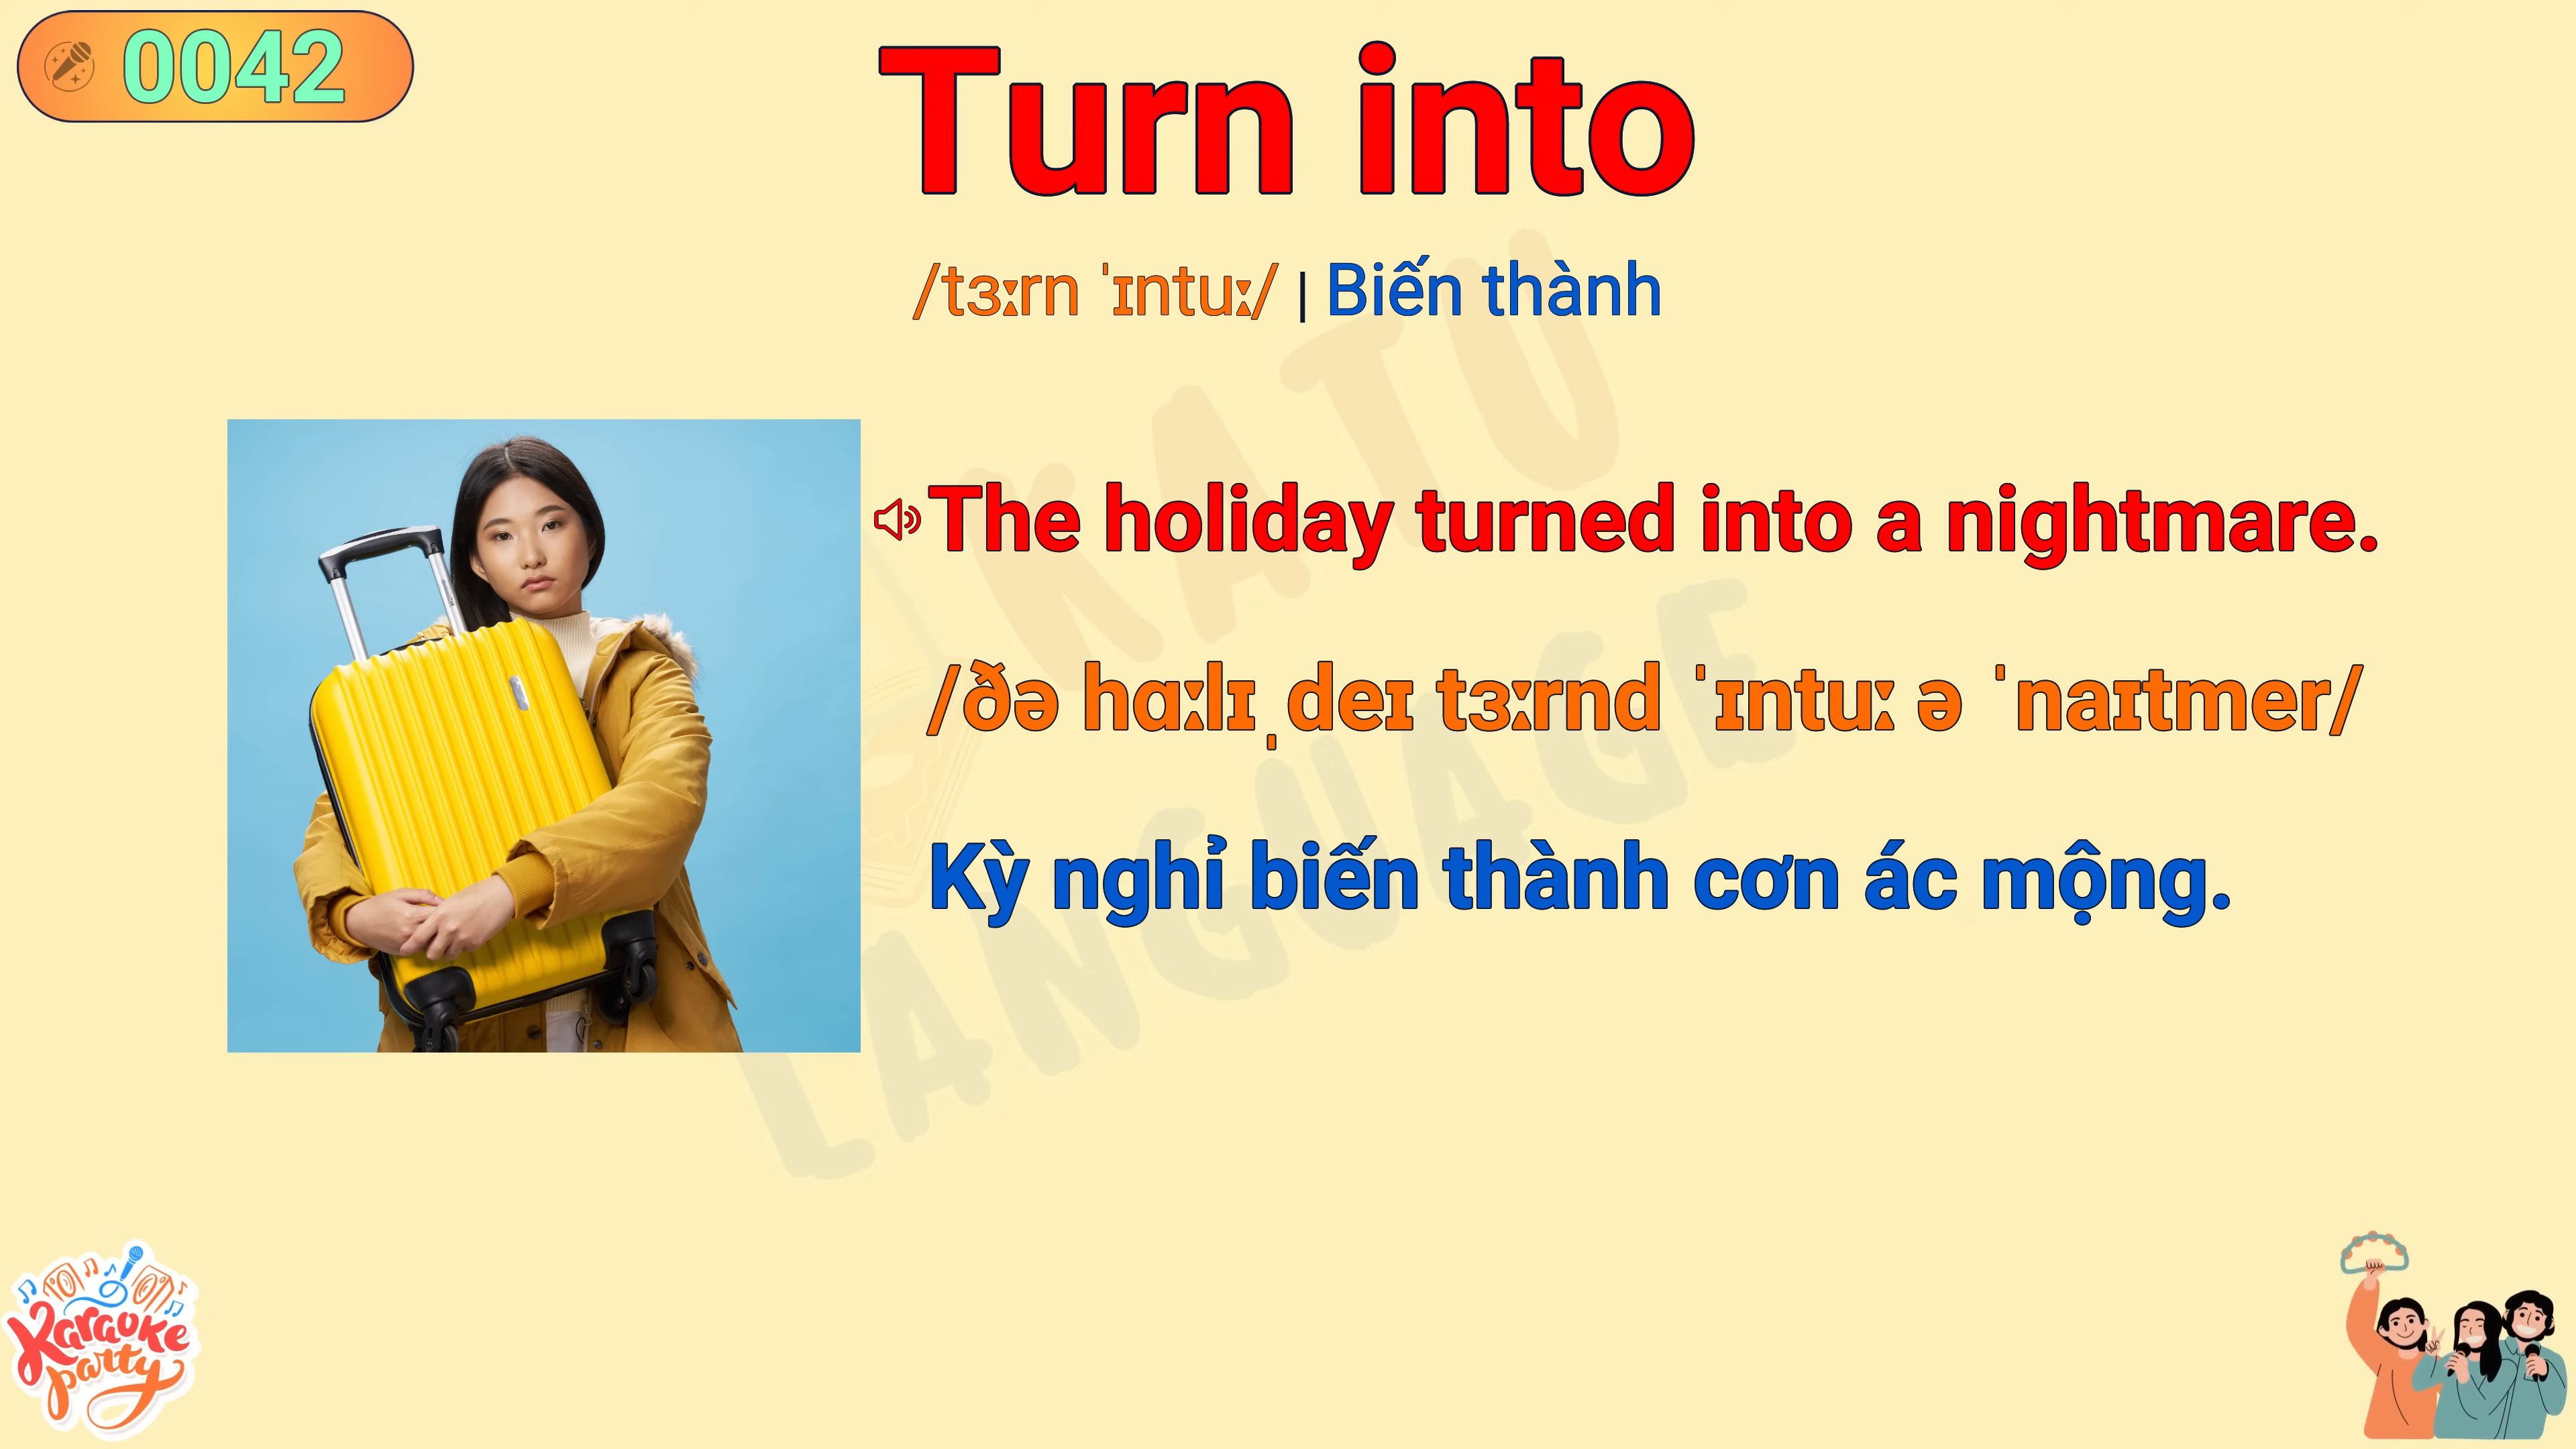 0042
Turn into
/tɜːrn ˈɪntuː/ | Biến thành
The holiday turned into a nightmare.
/ðə hɑːlɪˌdeɪ tɜːrnd ˈɪntuː ə ˈnaɪtmer/
Kỳ nghỉ biến thành cơn ác mộng.
KATU
LANGUAGE
Karaoke
party